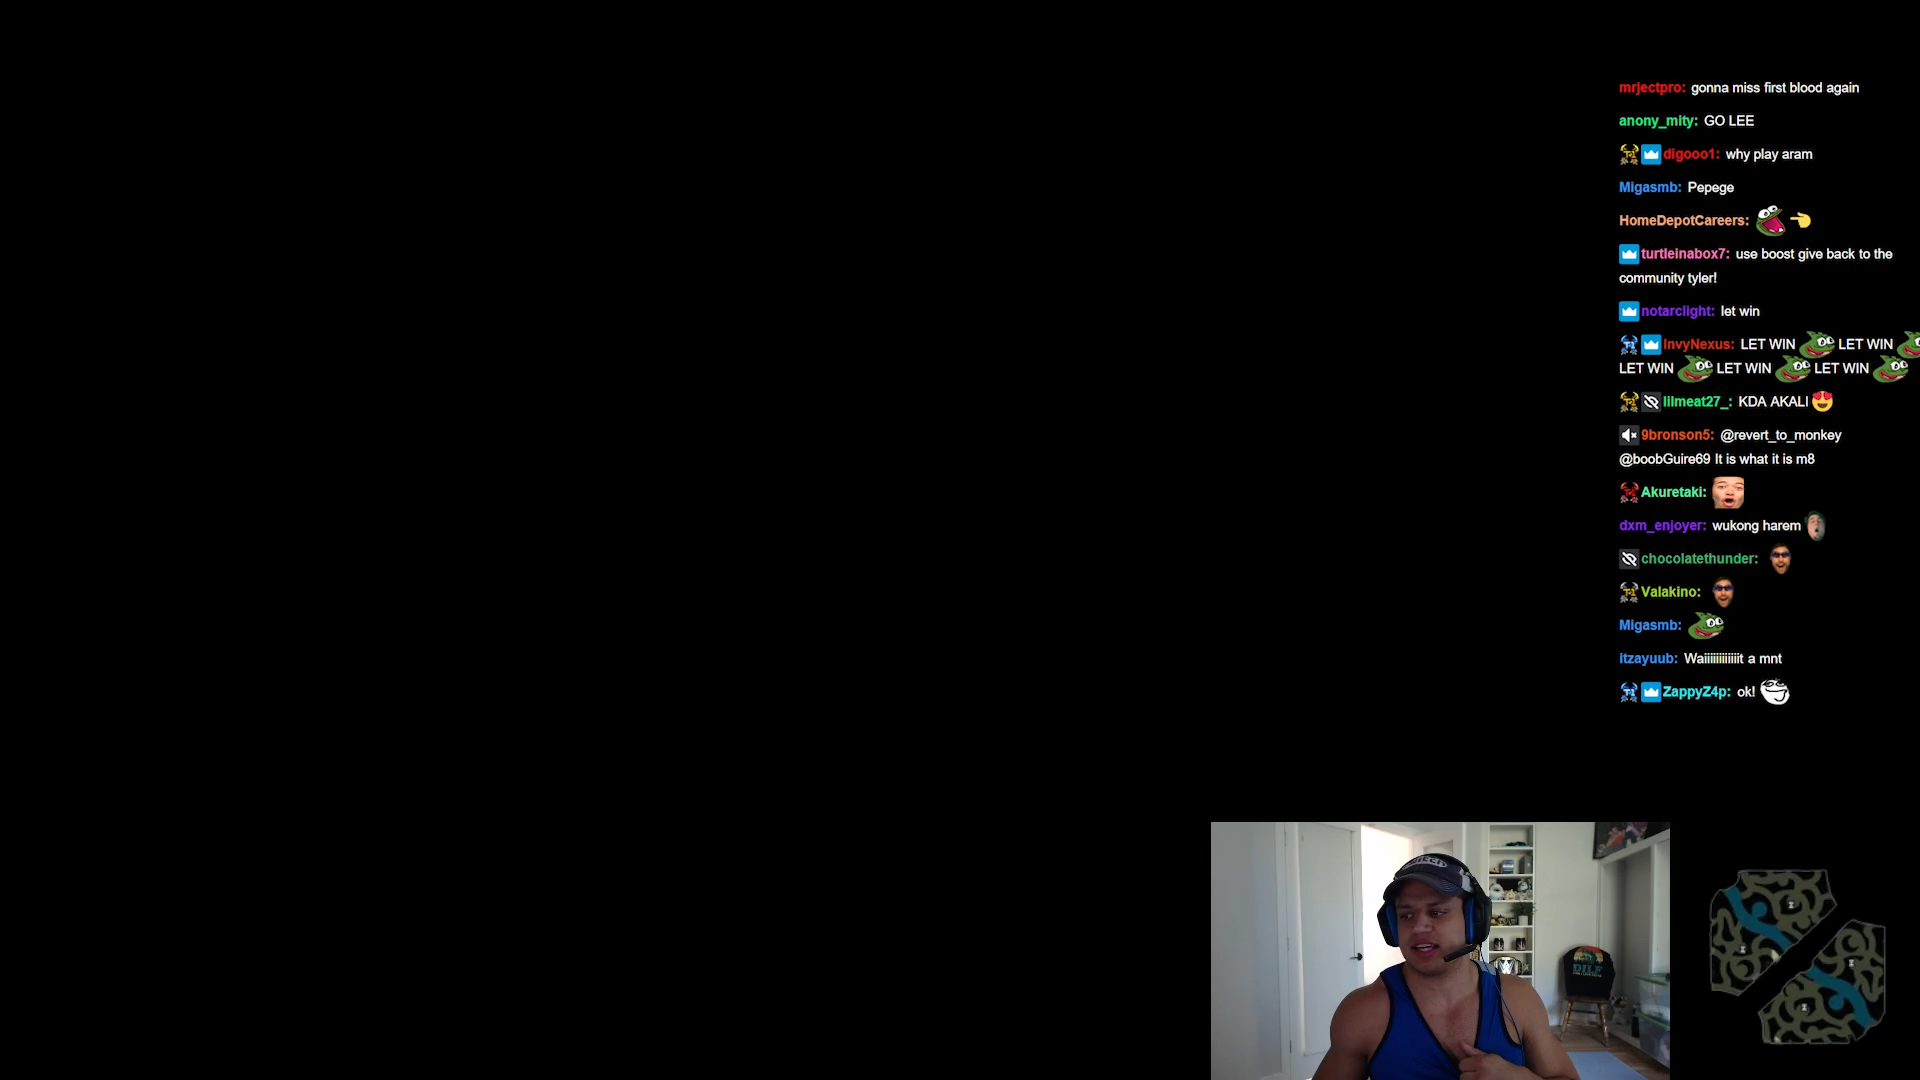 mrjectpro: gonna miss first blood again
anony_mity: GO LEE
digooo1: why play aram
Migasmb: Pepege
HomeDepotCareers:
turtleinabox7: use boost give back to the
community tyler!
notarclight: let win
InvyNexus: LET WIN LET WIN
LET WIN LET WIN LET WIN
lilmeat27_: KDA AKALI
9bronson5: @revert_to_monkey
@boobGuire69 It is what it is m8
Akuretaki:
dxm_enjoyer: wukong harem
chocolatethunder:
Valakino:
Migasmb:
itzayuub: Waiiiiiiiiiiiit a mnt
ZappyZ4p: ok!
DILF